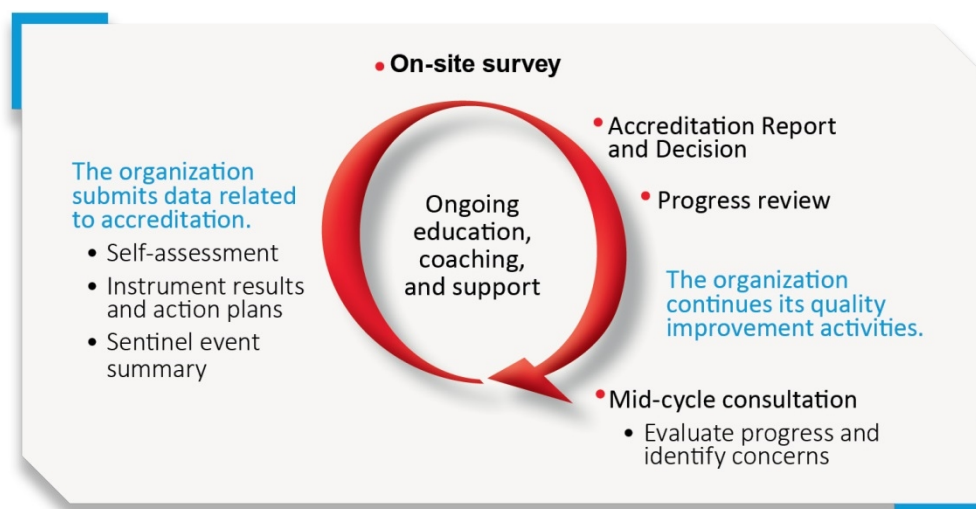 • On-site survey
• Accreditation Report
and Decision
• Progress review
The organization
continues its quality
improvement activities.
• Mid-cycle consultation
• Evaluate progress and
identify concerns
The organization
submits data related
to accreditation.
• Self-assessment
• Instrument results
and action plans
• Sentinel event
summary
Ongoing
education,
coaching,
and support